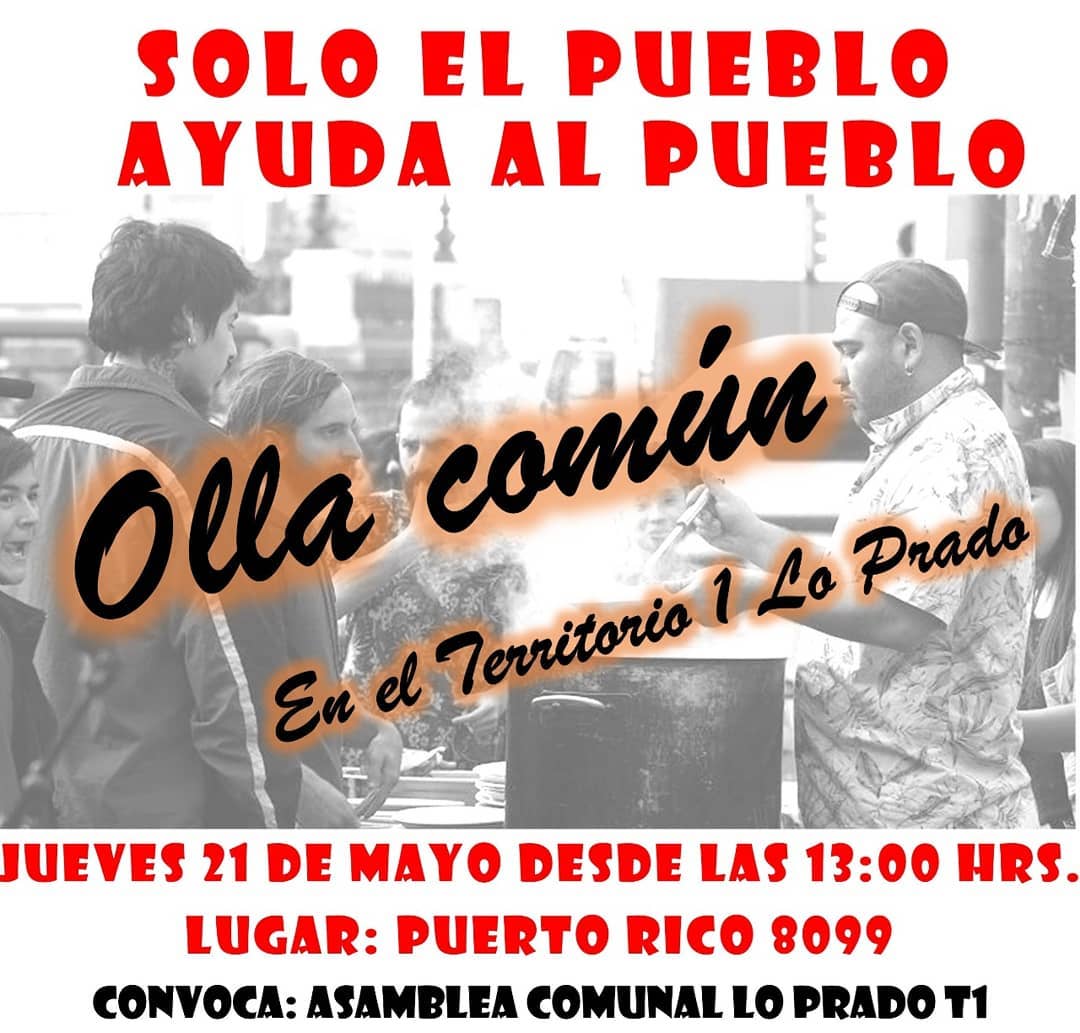 SOLO EL PUEBLO
AYUDA AL PUEBLO
Olla común
En el Territorio 1 Lo Prado
JUEVES 21 DE MAYO DESDE LAS 13:00 HRS.
LUGAR: PUERTO RICO 8099
CONVOCA: ASAMBLEA COMUNAL LO PRADO T1